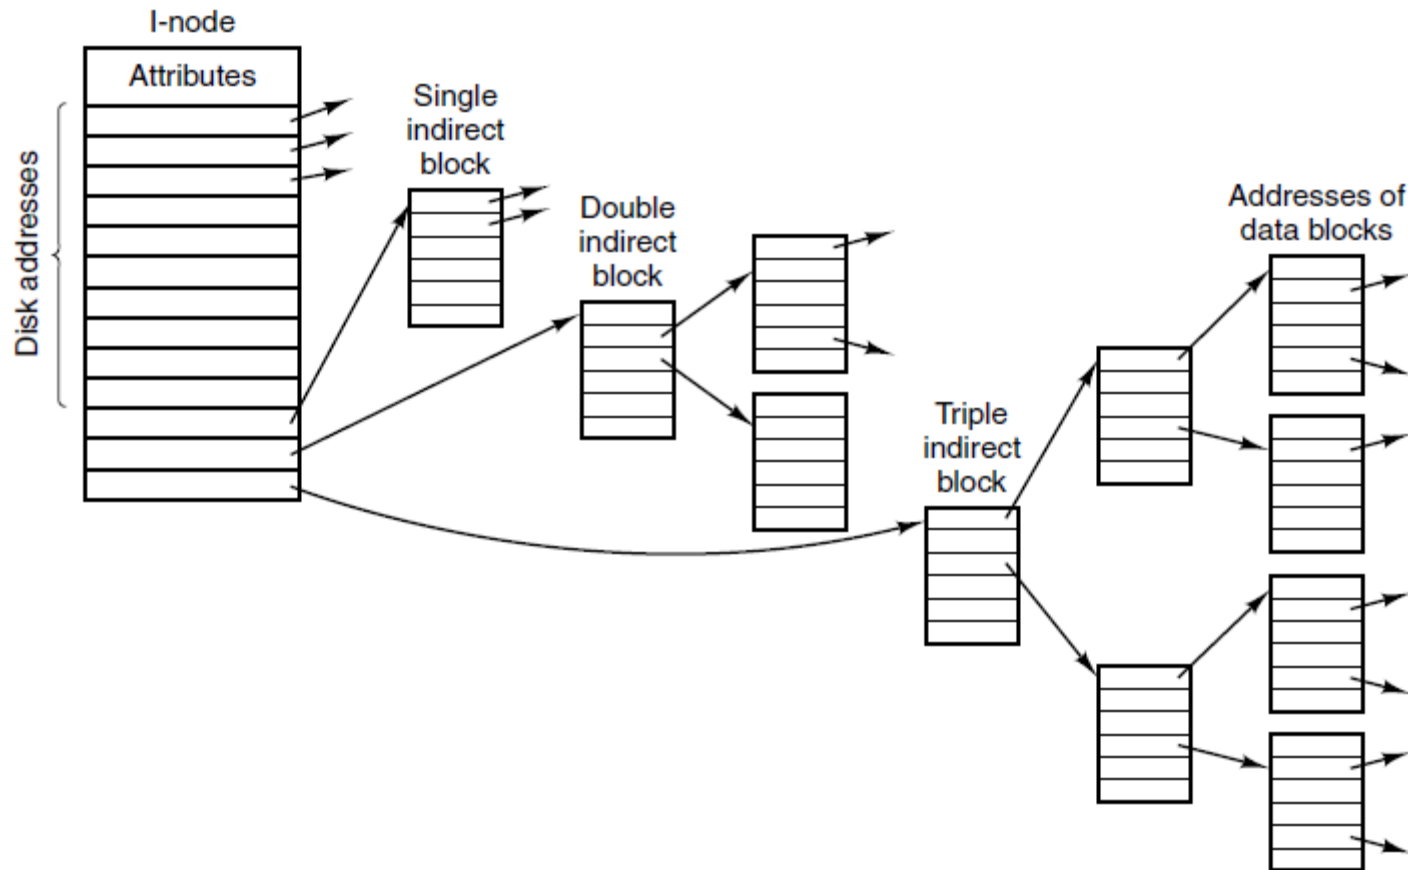 I-node
Attributes
Disk addresses
Single
indirect
block
Double
indirect
block
Triple
indirect
block
Addresses of
data blocks